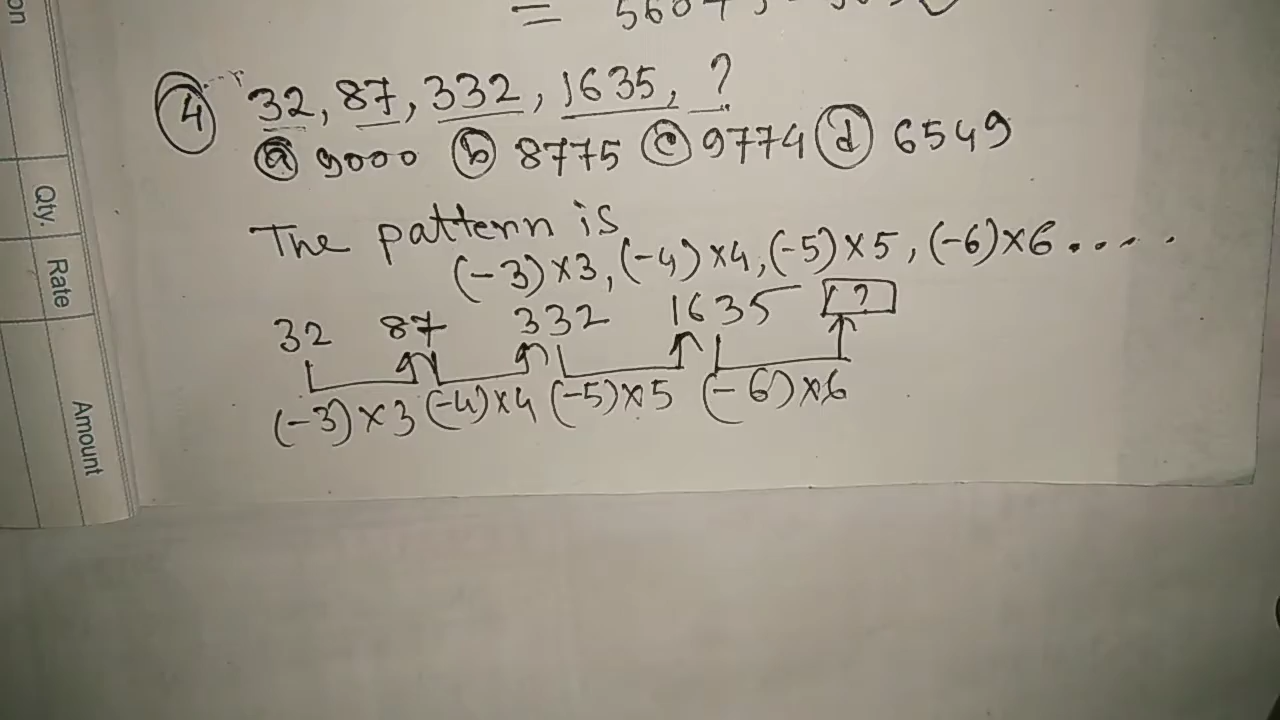 ④ 32, 87, 332, 1635, ?
ⓐ 9000 ⓑ 8775 ⓒ 9774 ⓓ 6549
The pattern is
(-3)×3, (-4)×4, (-5)×5, (-6)×6....
32 87 332 1635 ?
(-3)×3 (-4)×4 (-5)×5 (-6)×6
Qty.
Rate
Amount